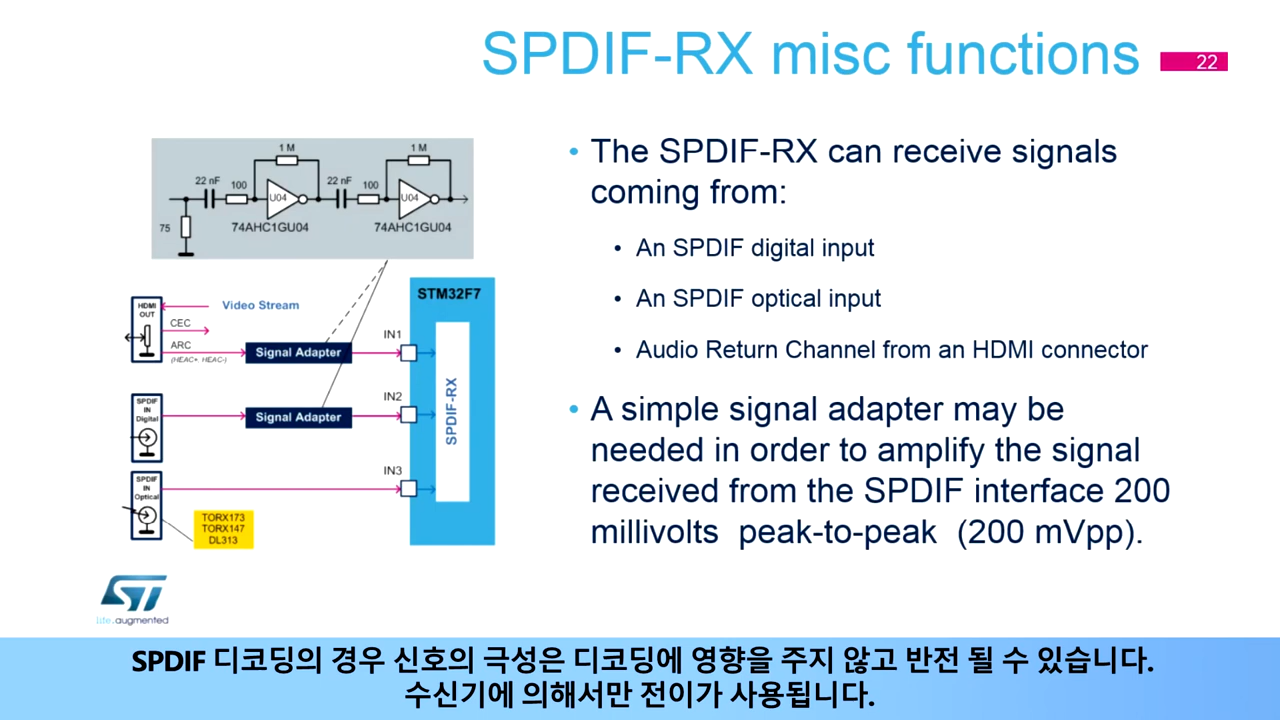 SPDIF-RX misc functions
22
1 M
1 M
22 nF
100
22 nF
100
U04
U04
75
74AHC1GU04
74AHC1GU04
• The SPDIF-RX can receive signals
coming from:
• An SPDIF digital input
• An SPDIF optical input
• Audio Return Channel from an HDMI connector
• A simple signal adapter may be
needed in order to amplify the signal
received from the SPDIF interface 200
millivolts peak-to-peak (200 mVpp).
HDMI
OUT
Video Stream
CEC
ARC
(HEAC+, HEAC-)
Signal Adapter
IN1
STM32F7
SPDIF-RX
SPDIF
IN
Digital
Signal Adapter
IN2
SPDIF
IN
Optical
IN3
TORX173
TORX147
DL313
ST
life.augmented
SPDIF 디코딩의 경우 신호의 극성은 디코딩에 영향을 주지 않고 반전 될 수 있습니다.
수신기에 의해서만 전이가 사용됩니다.